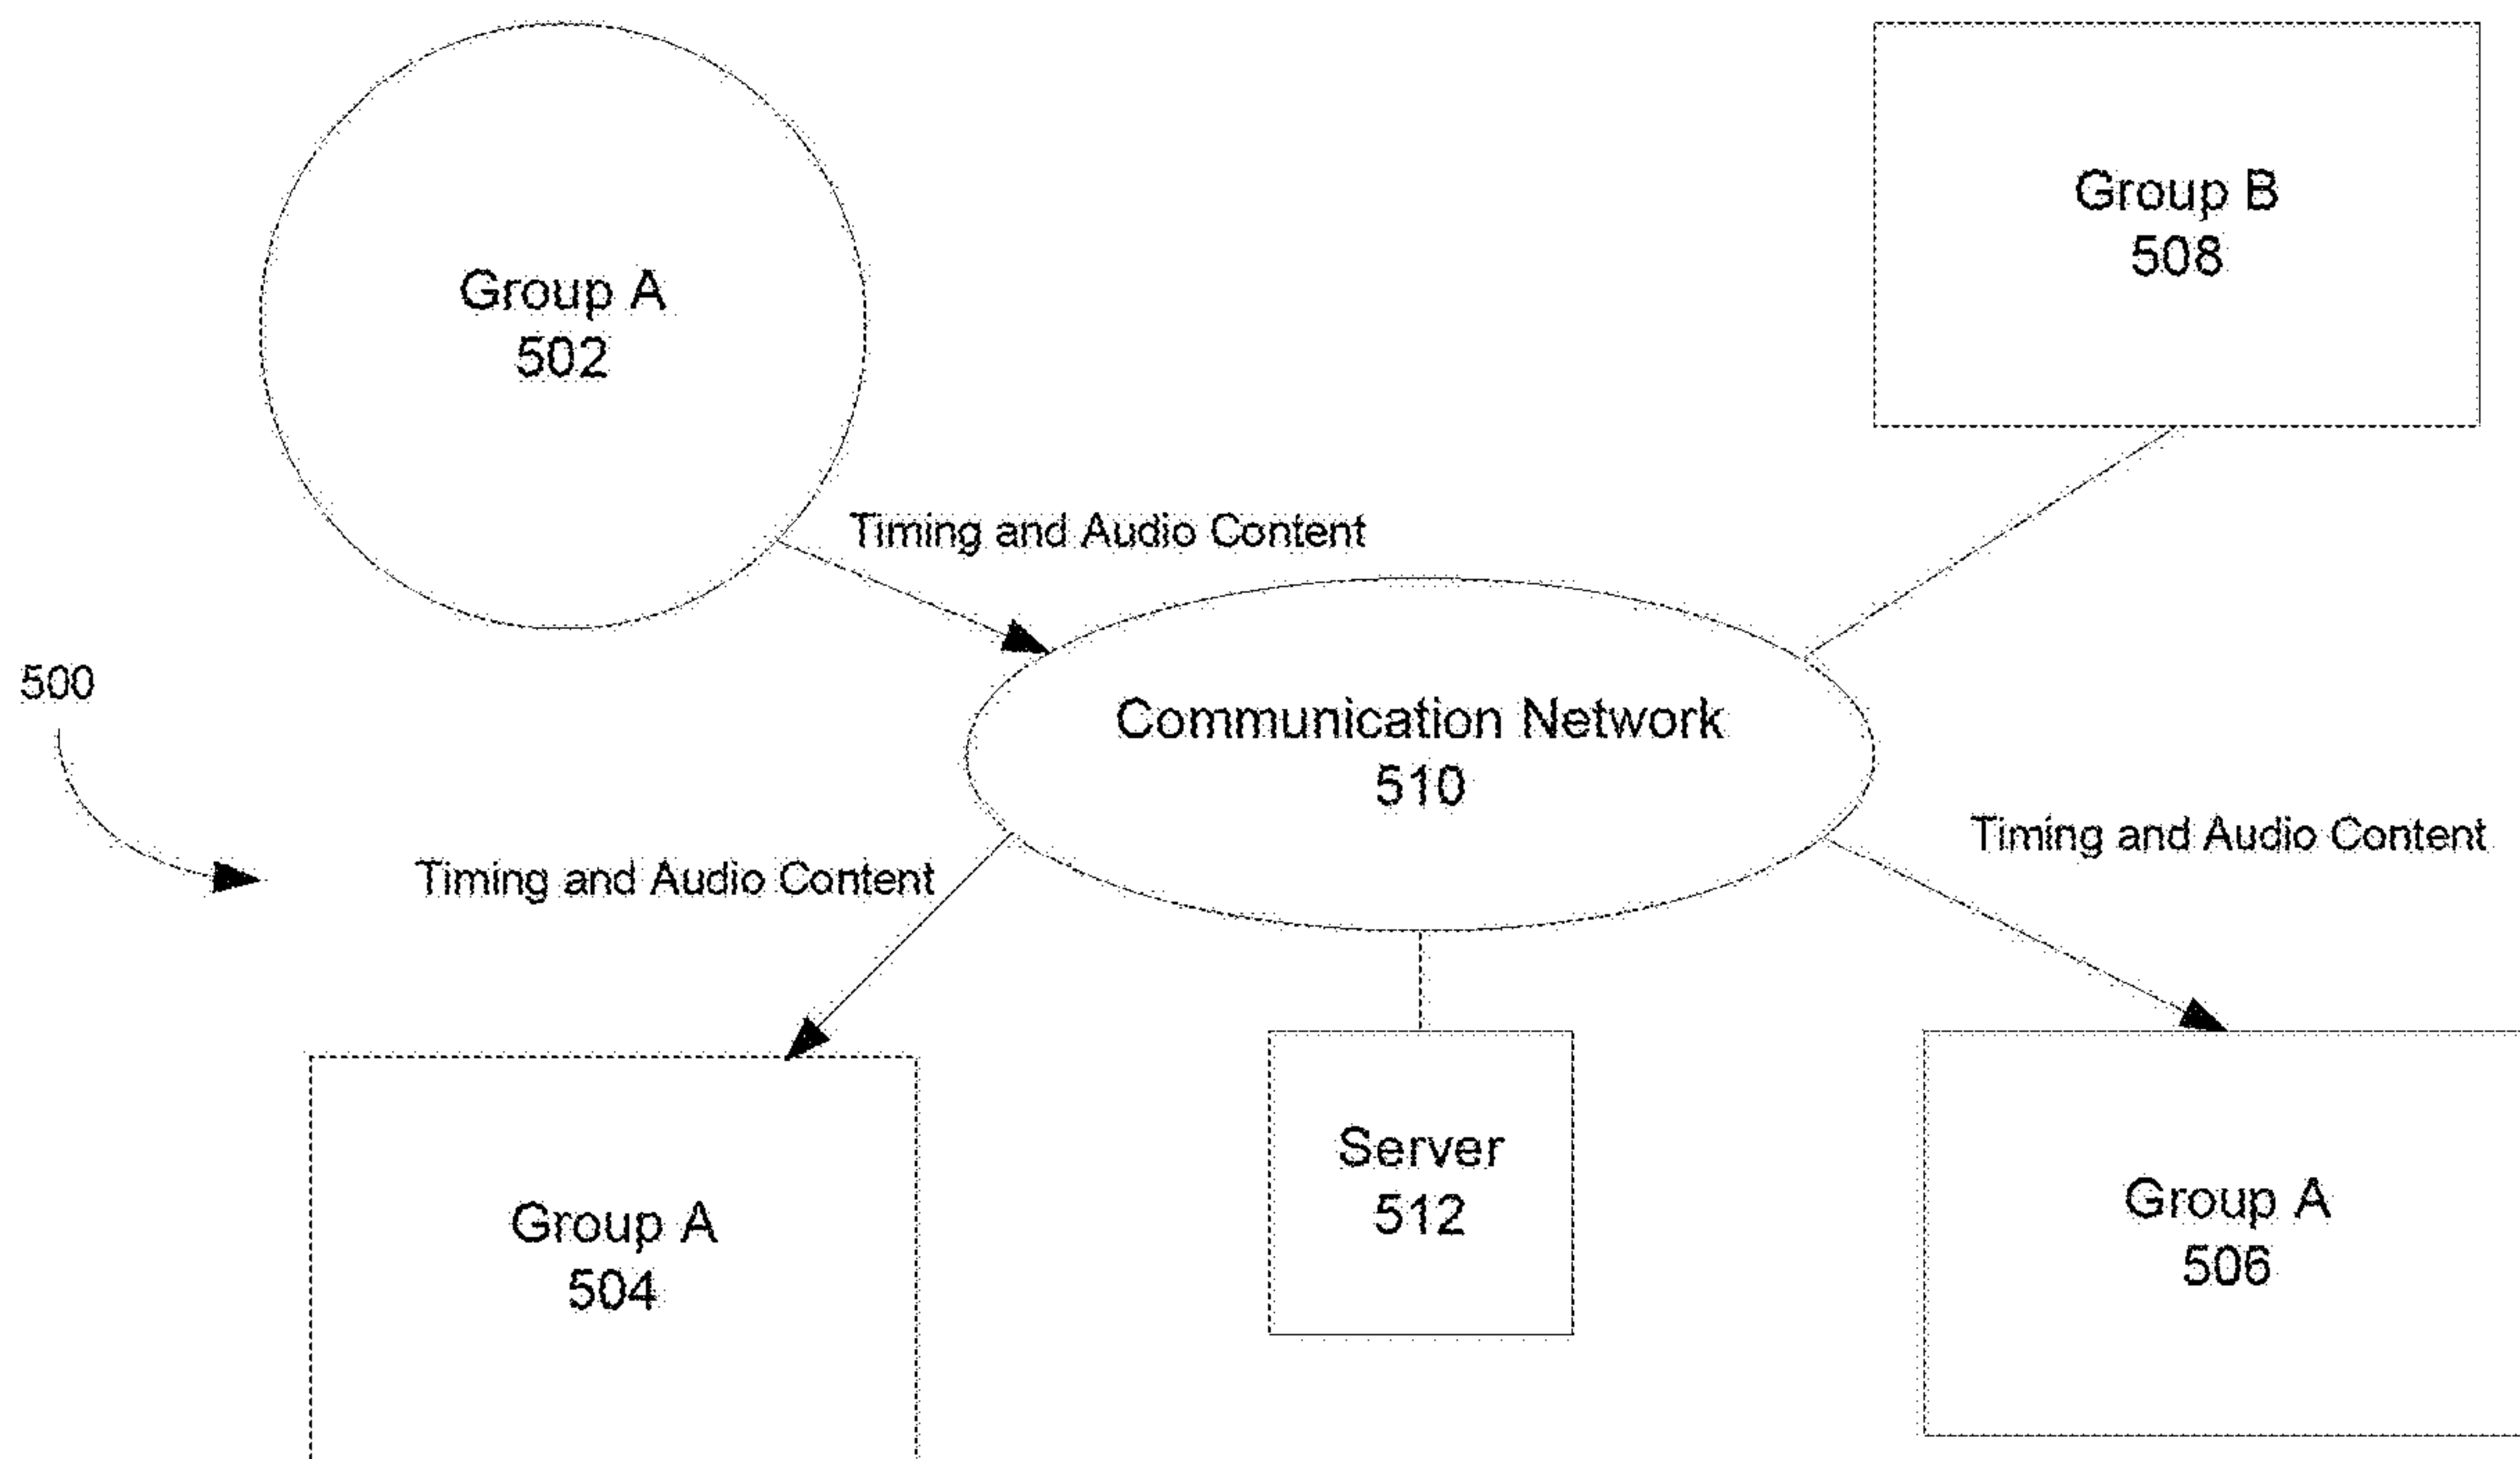 Group A
502
Group B
508
Timing and Audio Content
500
Communication Network
510
Timing and Audio Content
Timing and Audio Content
Group A
504
Server
512
Group A
506